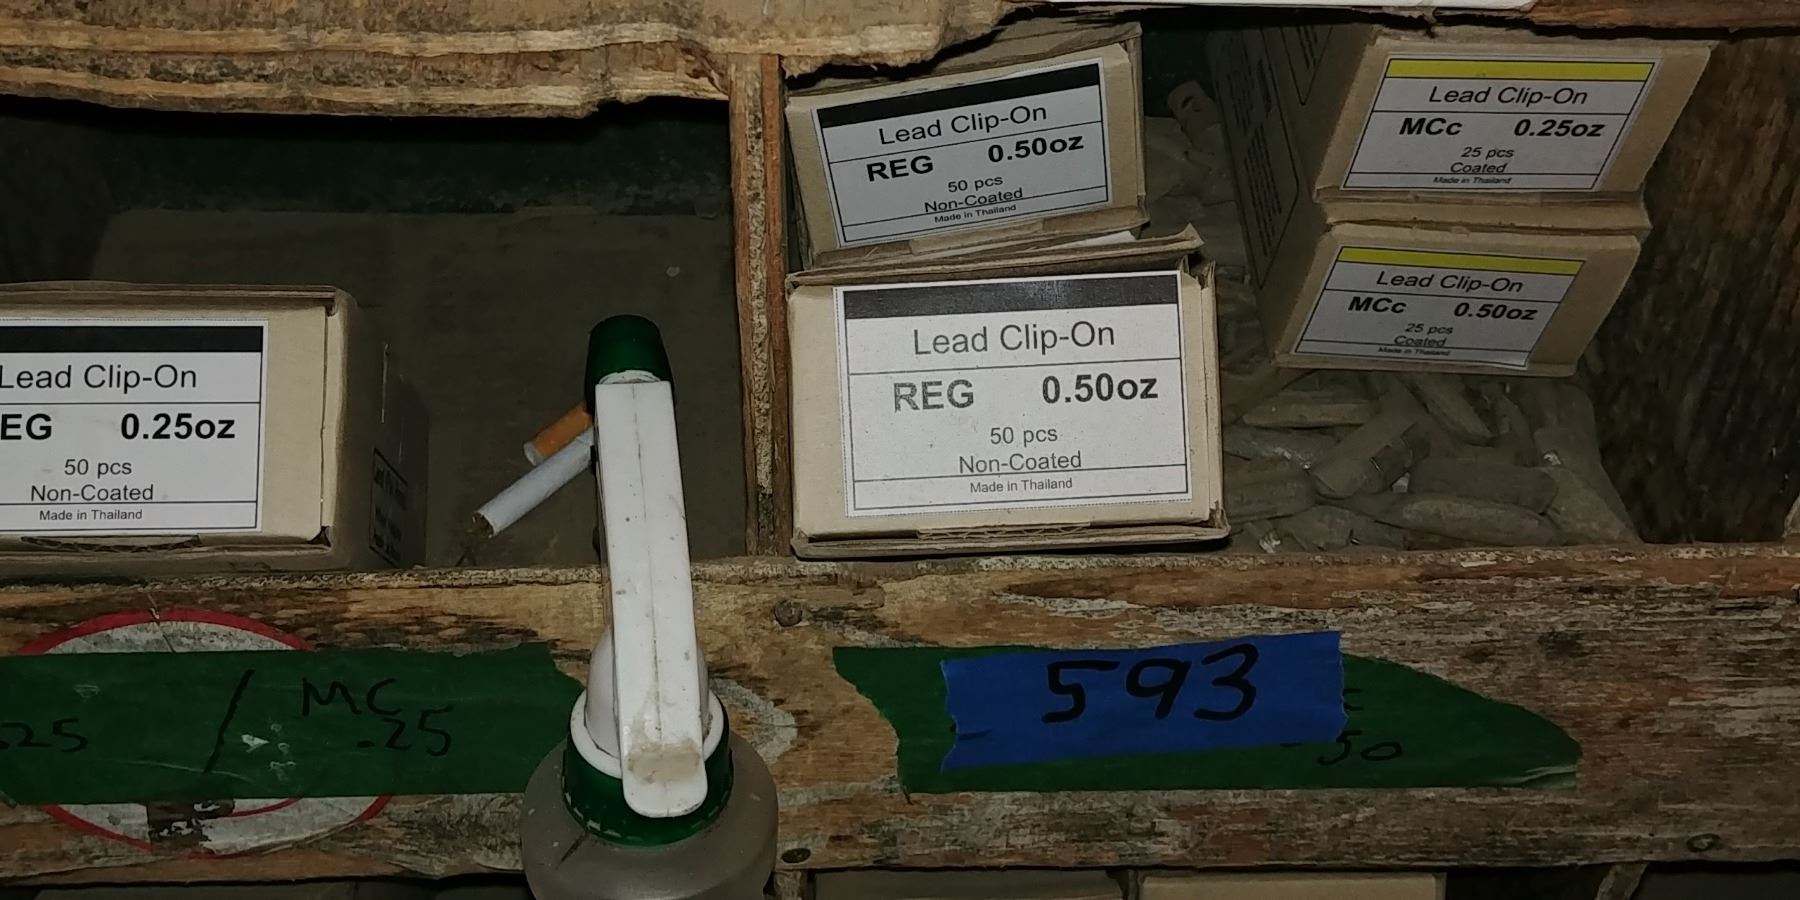 Lead Clip-On
REG 0.50oz
50 pcs
Non-Coated
Made in Thailand
Lead Clip-On
MCc 0.25oz
25 pcs
Coated
Made in Thailand
Lead Clip-On
MCc 0.50oz
25 pcs
Coated
Made in Thailand
Lead Clip-On
REG 0.50oz
50 pcs
Non-Coated
Made in Thailand
Lead Clip-On
EG 0.25oz
50 pcs
Non-Coated
Made in Thailand
.25 / MC .25
593
50